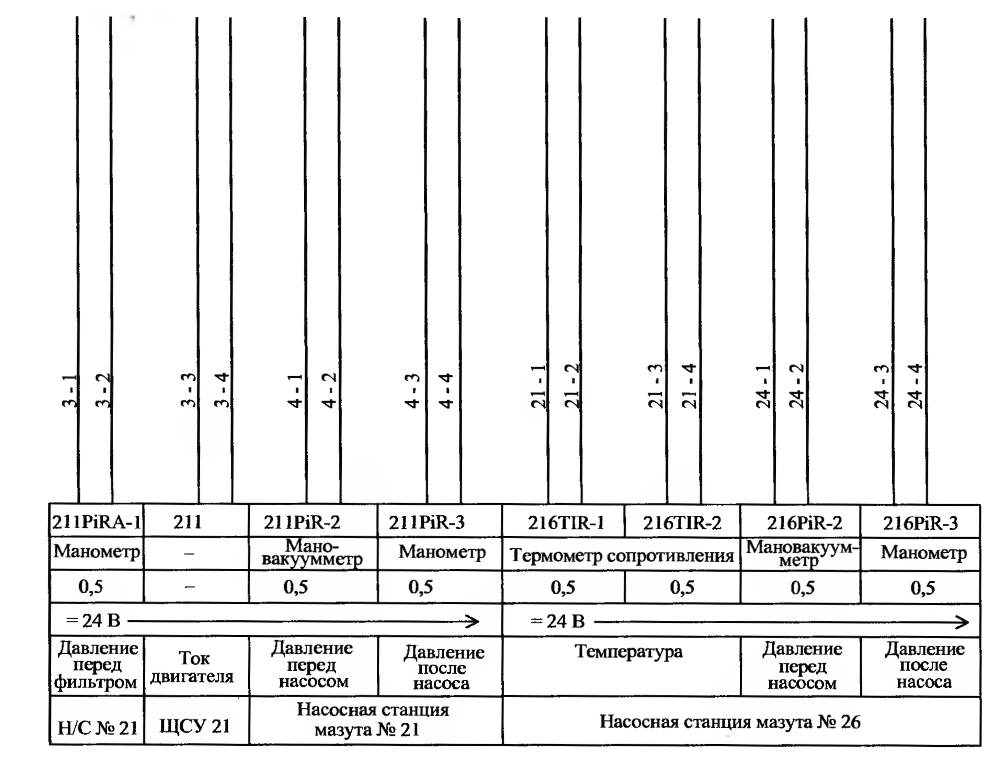 3 - 1
3 - 2
3 - 3
3 - 4
4 - 1
4 - 2
4 - 3
4 - 4
21 - 1
21 - 2
21 - 3
21 - 4
24 - 1
24 - 2
24 - 3
24 - 4
211PiRA-1 211 211PiR-2 211PiR-3 216TIR-1 216TIR-2 216PiR-2 216PiR-3
Манометр
–
Мано-
вакуумметр
Манометр
Термометр сопротивления
Мановакуум-
метр
Манометр
0,5 – 0,5 0,5 0,5 0,5 0,5 0,5
= 24 В
= 24 В
Давление
перед
фильтром
Ток
двигателя
Давление
перед
насосом
Давление
после
насоса
Температура
Давление
перед
насосом
Давление
после
насоса
Н/С № 21
ЩСУ 21
Насосная станция
мазута № 21
Насосная станция мазута № 26